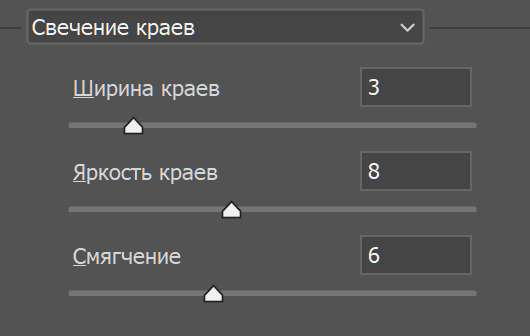 Свечение краев
Ширина краев 3
Яркость краев 8
Смягчение 6